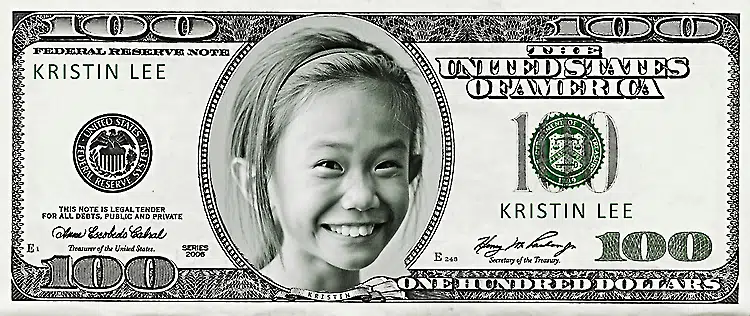 100 100
FEDERAL RESERVE NOTE
KRISTIN LEE
THE
UNITED STATES
OF AMERICA
UNITED STATES
FEDERAL RESERVE SYSTEM
100
KRISTIN LEE
THIS NOTE IS LEGAL TENDER
FOR ALL DEBTS, PUBLIC AND PRIVATE
Anna Escobedo Cabral
Treasurer of the United States.
SERIES
2006
E1
E 248
Henry M. Paulson Jr
Secretary of the Treasury.
100
100
KRISTIN
ONE HUNDRED DOLLARS